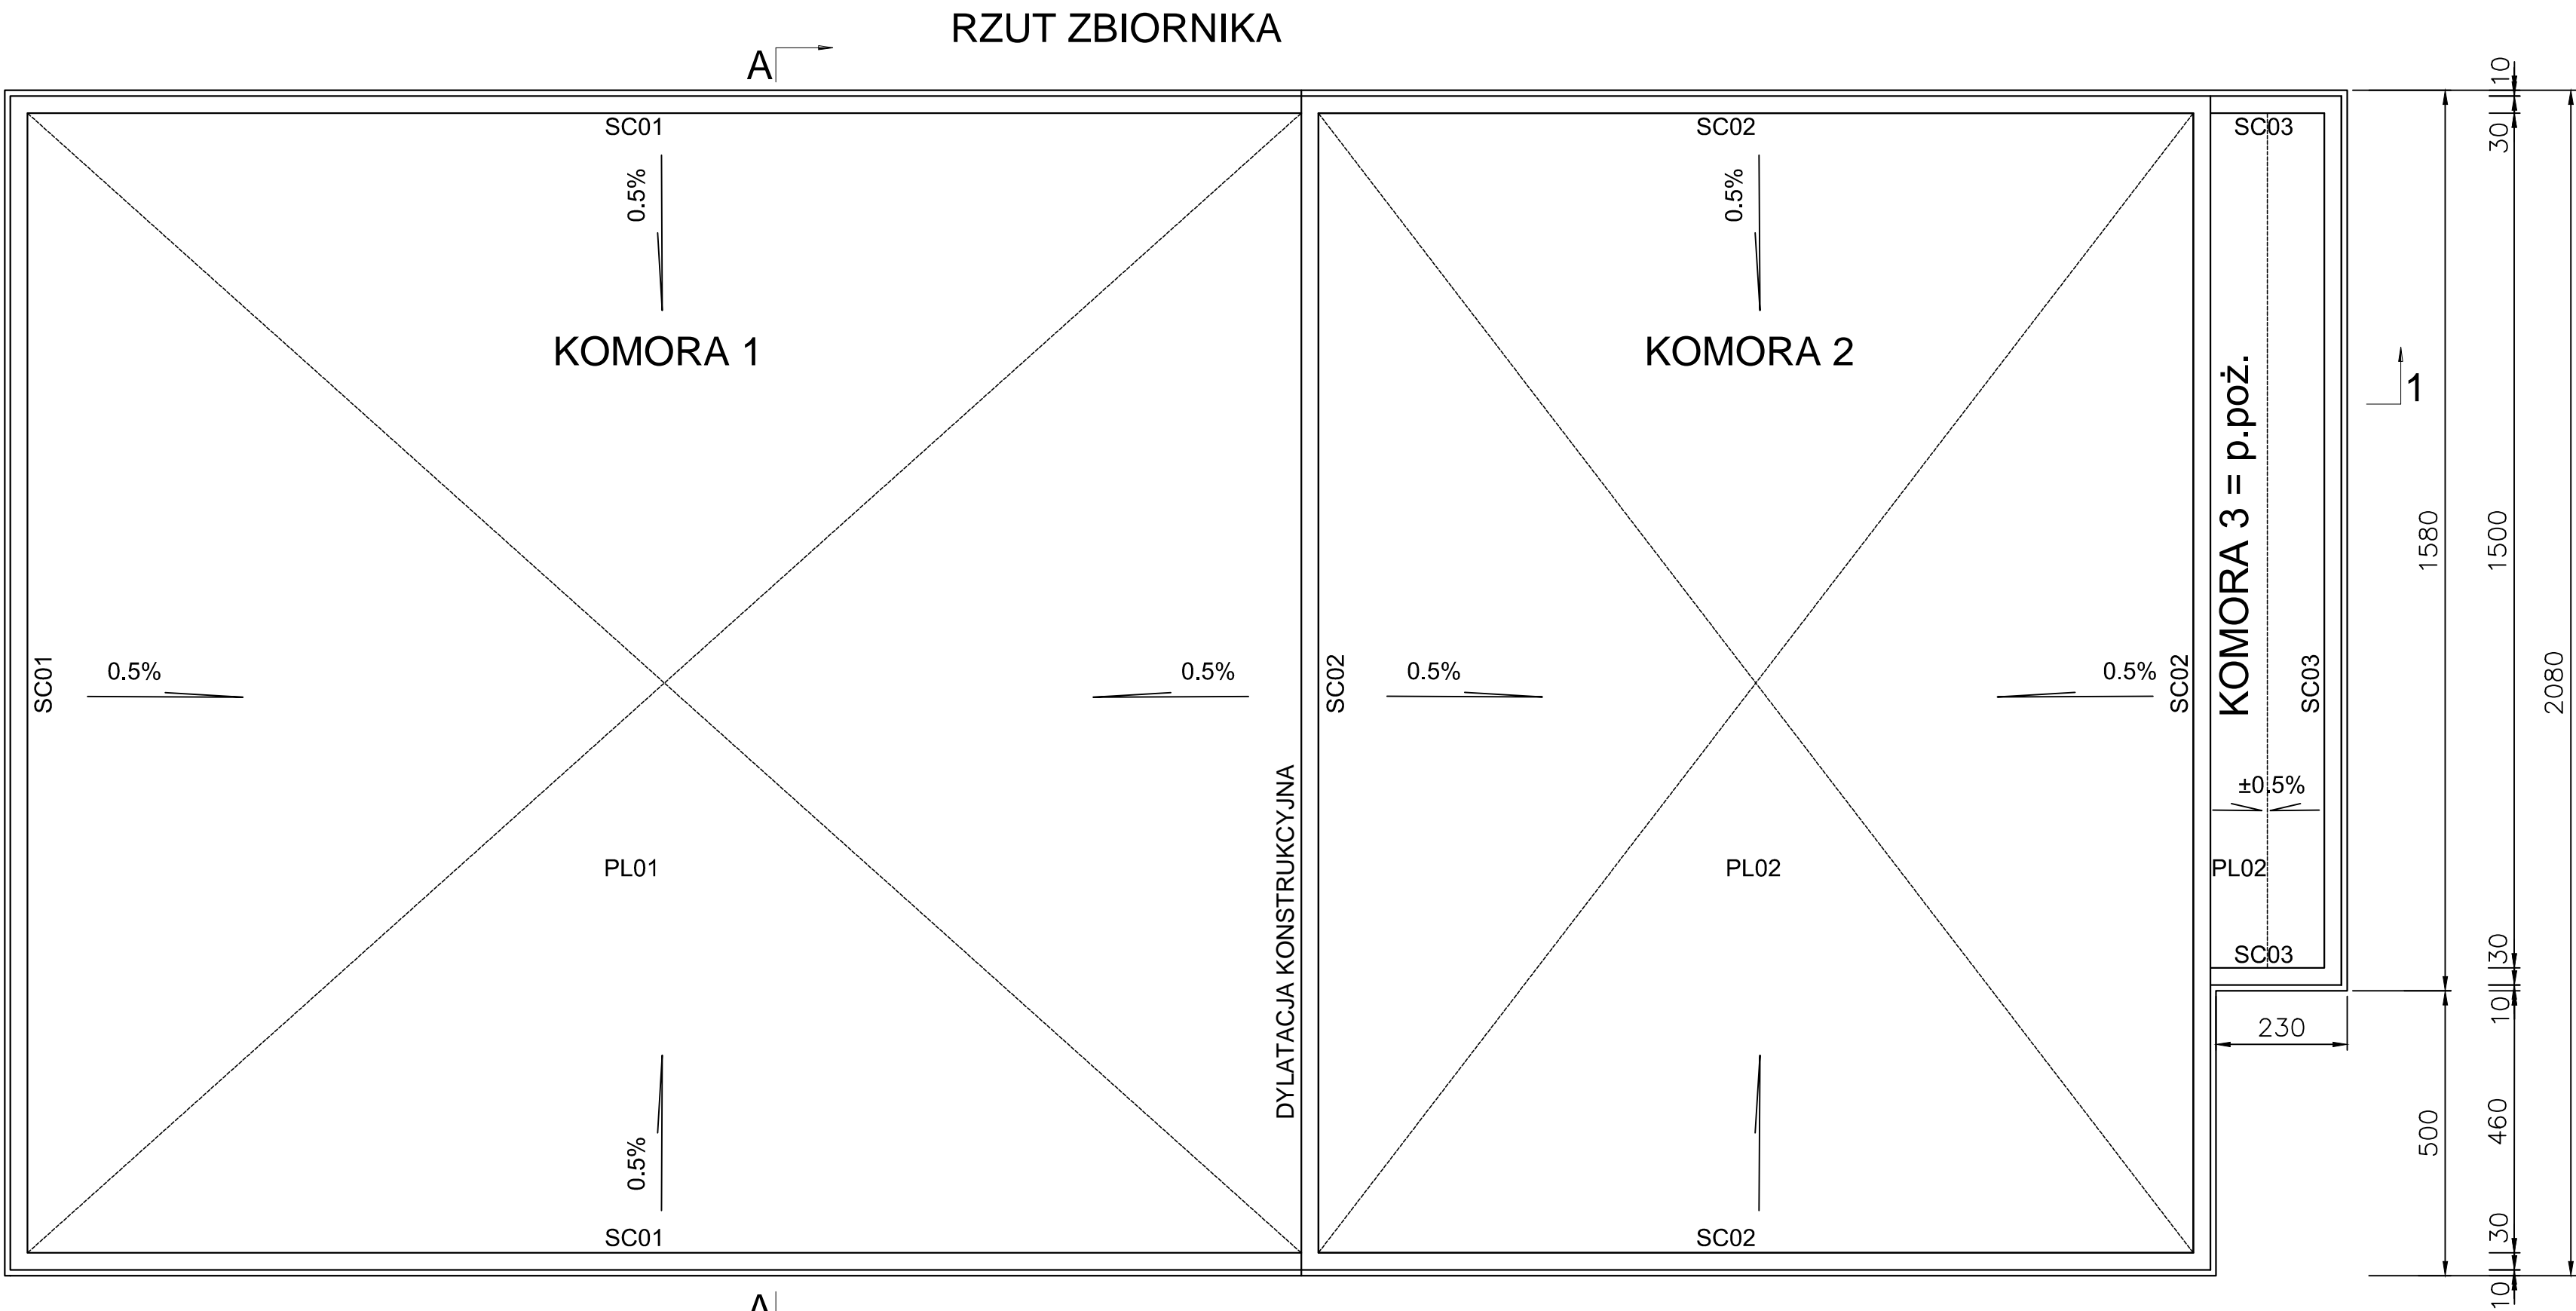 RZUT ZBIORNIKA
A
10
SC01
SC02
SC03
30
0.5%
0.5%
KOMORA 1
KOMORA 2
KOMORA 3 = p.poż.
1
1580
1500
2080
SC01
0.5%
0.5%
SC02
0.5%
0.5%
SC02
SC03
±0.5%
DYLATACJA KONSTRUKCYJNA
PL01
PL02
PL02
SC03
30
10
230
500
460
0.5%
SC01
SC02
30
10
A